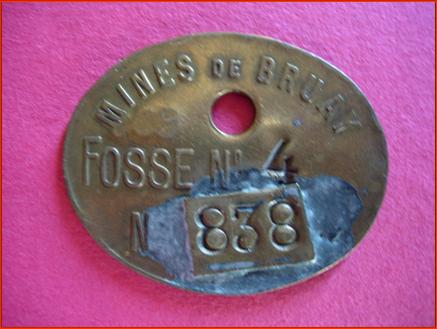 MINES DE BRUAY
FOSSE No 4
N 838